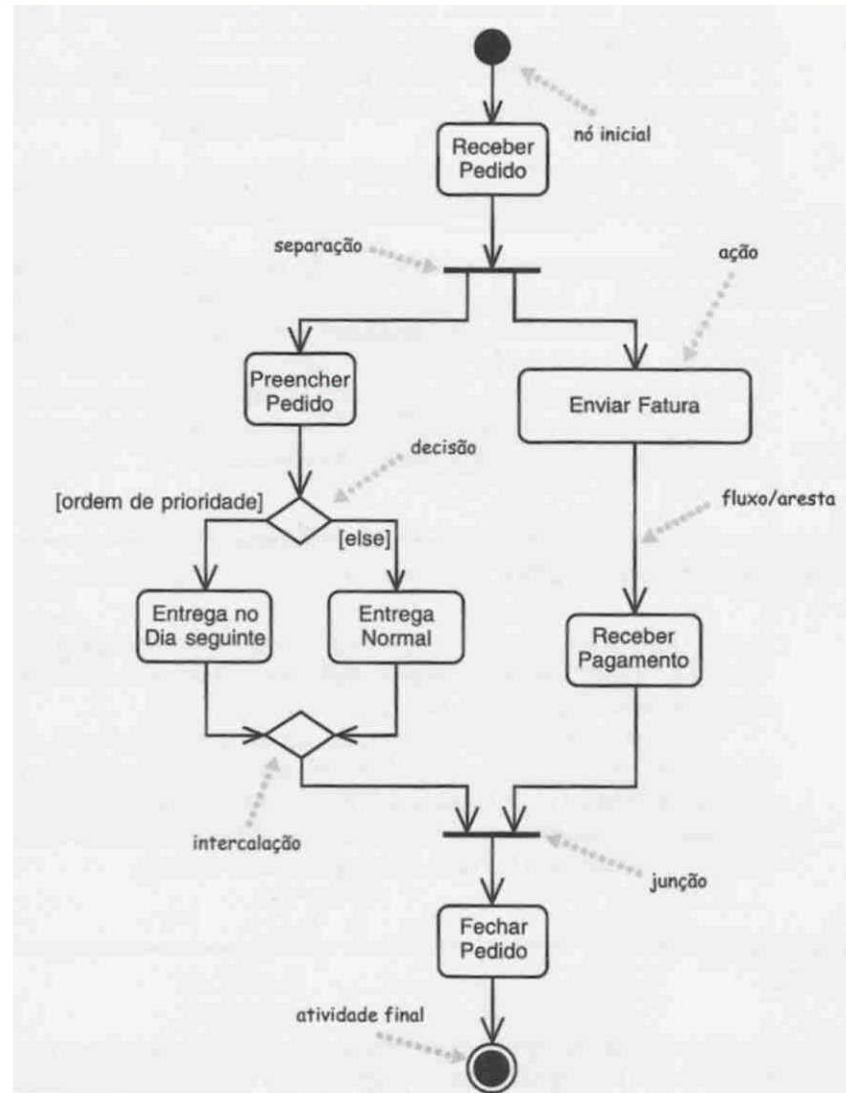 nó inicial
Receber
Pedido
separação
ação
Preencher
Pedido
Enviar Fatura
decisão
[ordem de prioridade]
[else]
fluxo/aresta
Entrega no
Dia seguinte
Entrega
Normal
Receber
Pagamento
intercalação
junção
Fechar
Pedido
atividade final